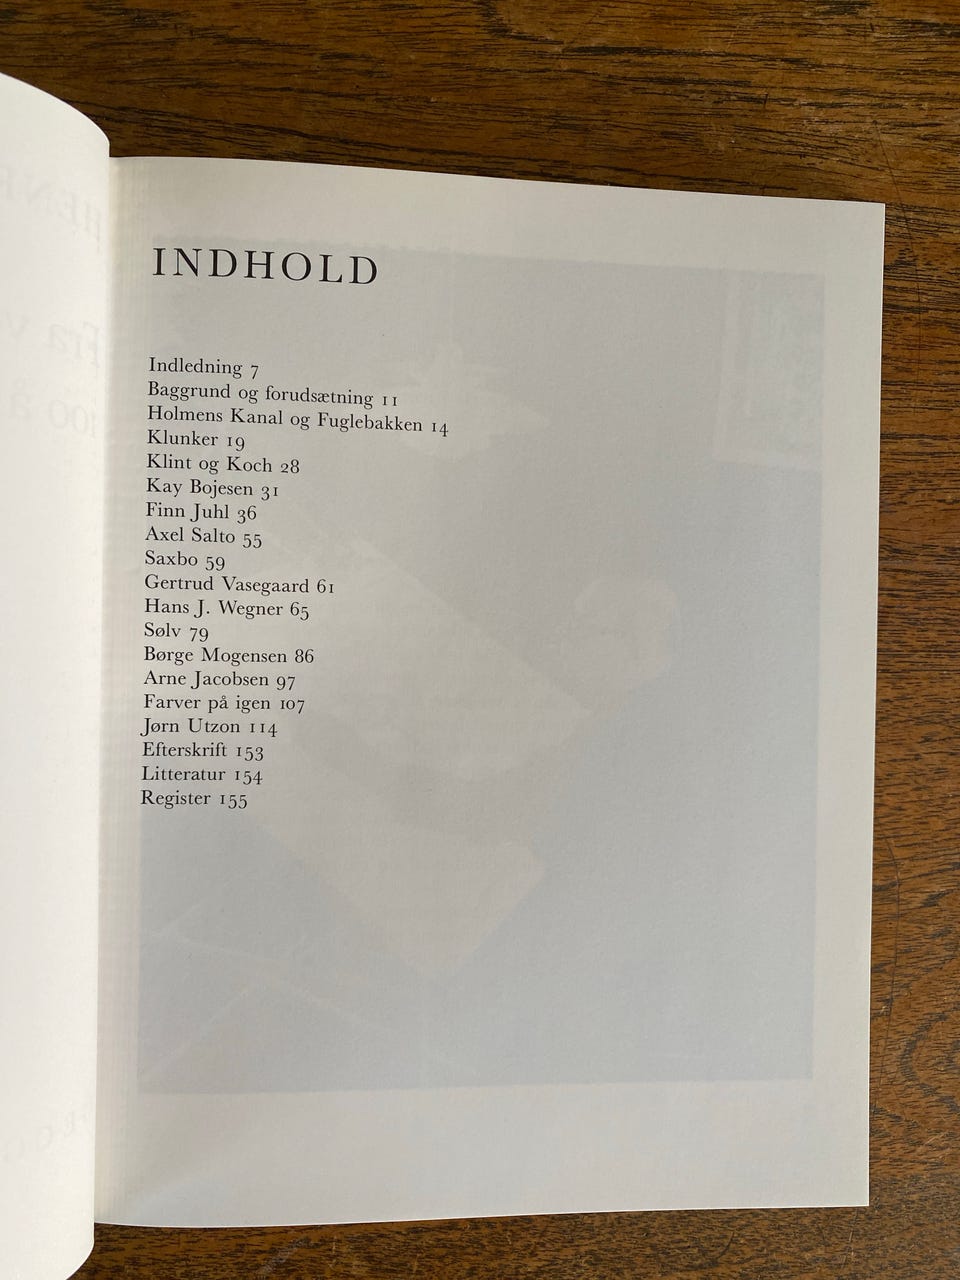 INDHOLD
Indledning 7
Baggrund og forudsætning 11
Holmens Kanal og Fuglebakken 14
Klunker 19
Klint og Koch 28
Kay Bojesen 31
Finn Juhl 36
Axel Salto 55
Saxbo 59
Gertrud Vasegaard 61
Hans J. Wegner 65
Sølv 79
Børge Mogensen 86
Arne Jacobsen 97
Farver på igen 107
Jørn Utzon 114
Efterskrift 153
Litteratur 154
Register 155